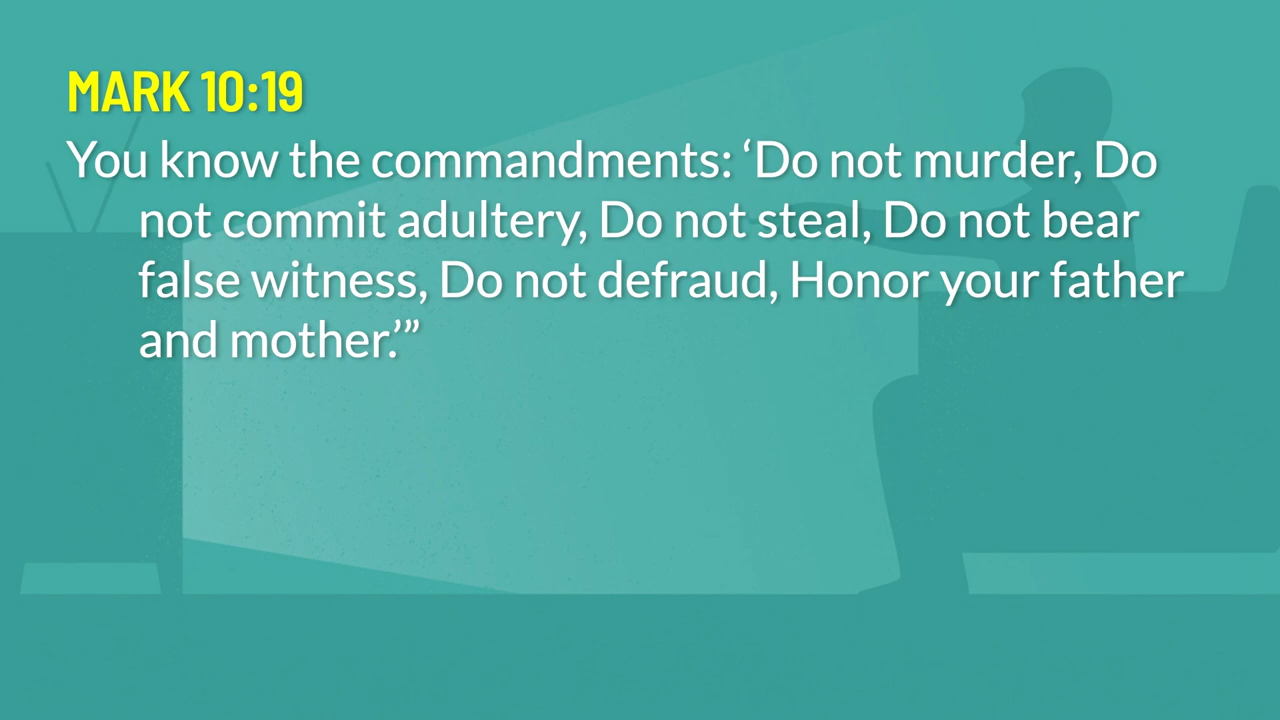 MARK 10:19
You know the commandments: ‘Do not murder, Do
not commit adultery, Do not steal, Do not bear
false witness, Do not defraud, Honor your father
and mother.’”